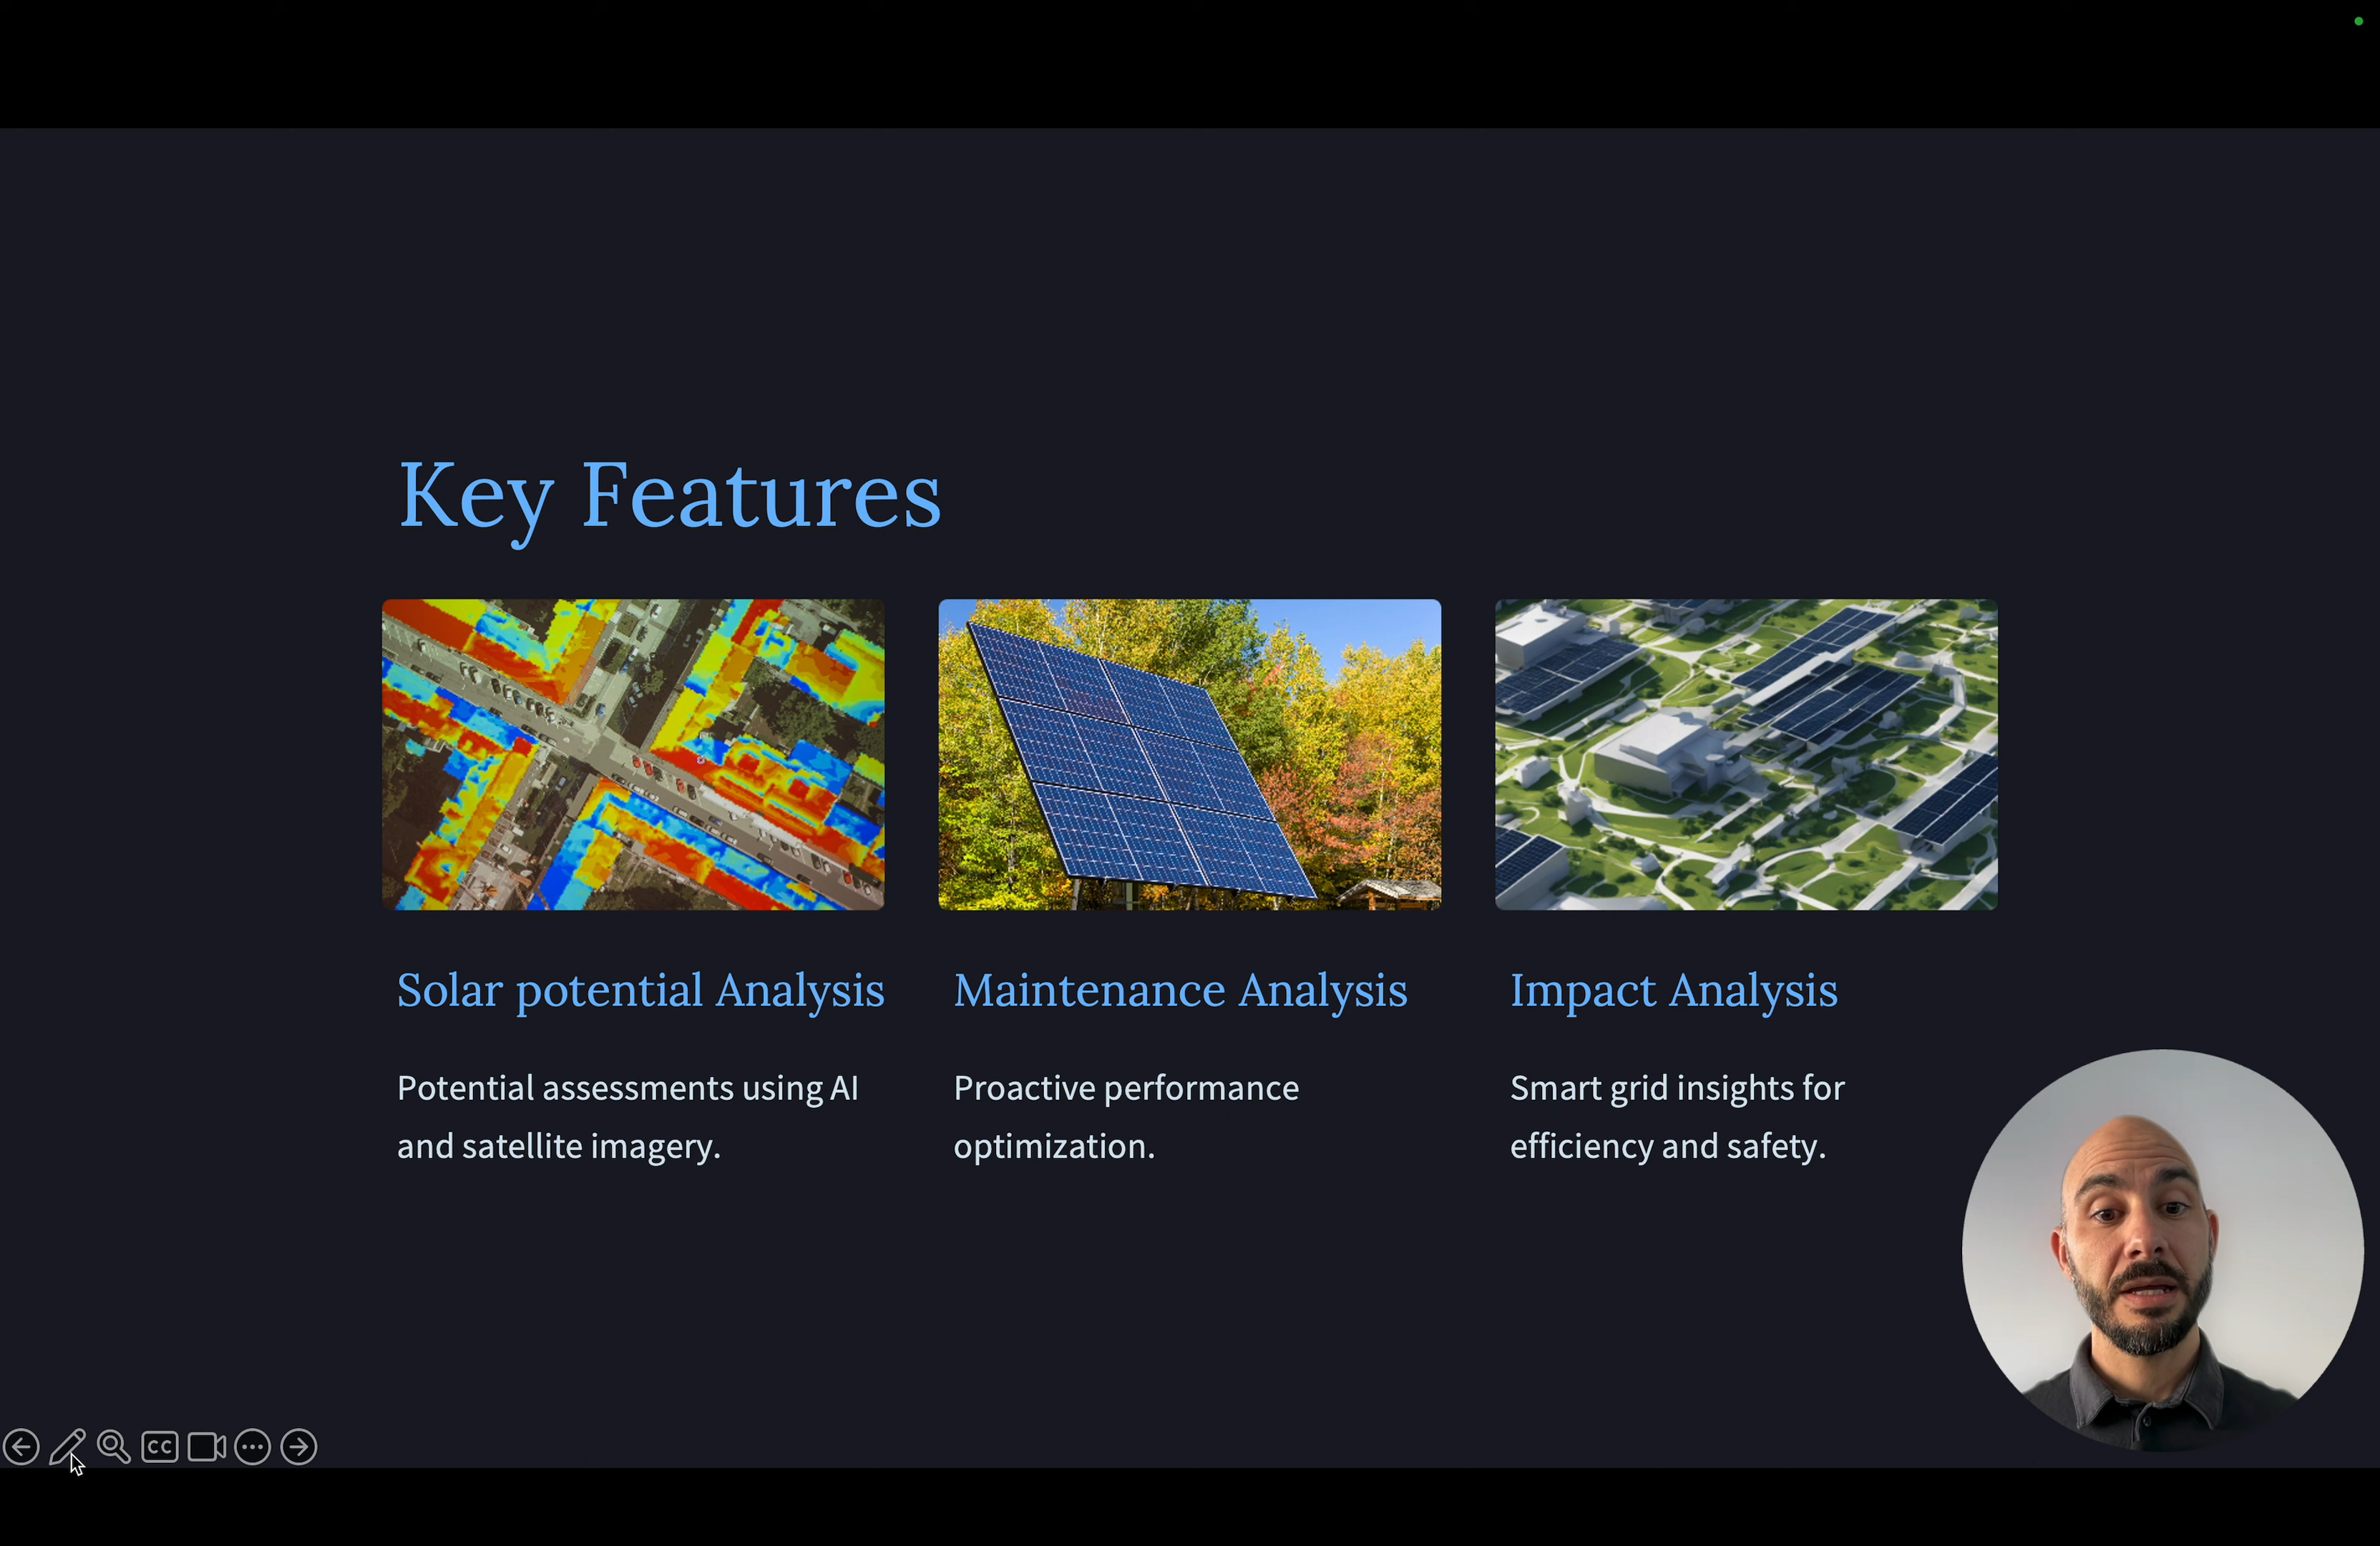 Key Features
Solar potential Analysis
Potential assessments using AI
and satellite imagery.
Maintenance Analysis
Proactive performance
optimization.
Impact Analysis
Smart grid insights for
efficiency and safety.
CC